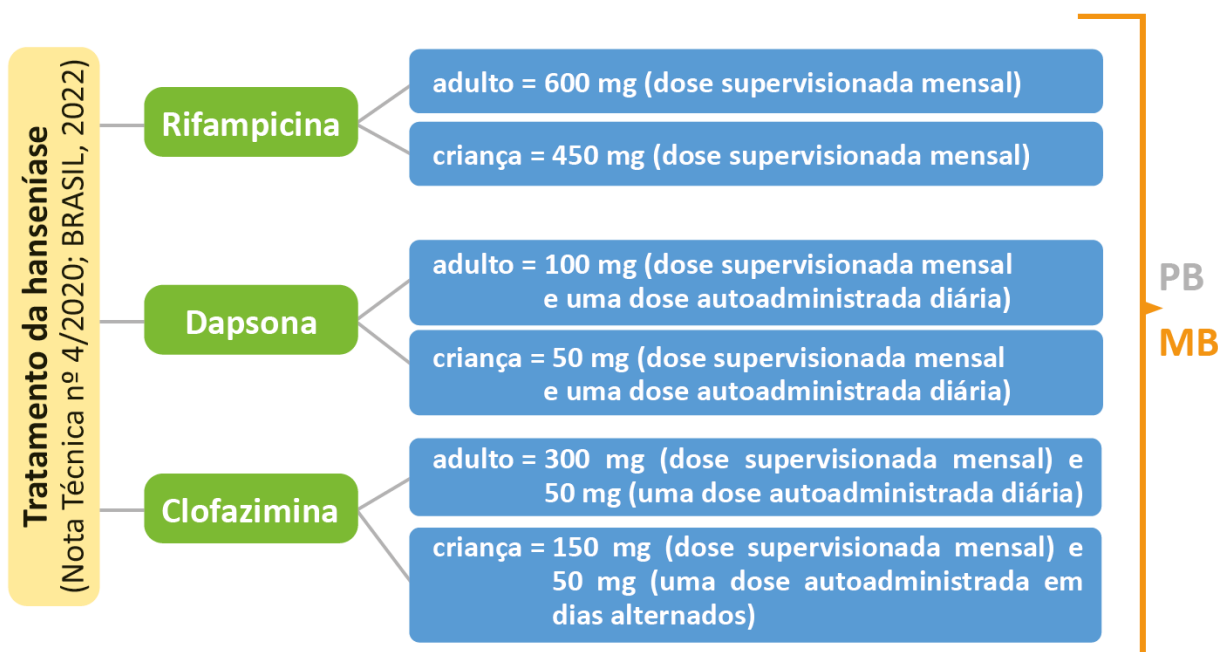 Tratamento da hanseníase
(Nota Técnica nº 4/2020; BRASIL, 2022)
Rifampicina
adulto = 600 mg (dose supervisionada mensal)
criança = 450 mg (dose supervisionada mensal)
Dapsona
adulto = 100 mg (dose supervisionada mensal
e uma dose autoadministrada diária)
criança = 50 mg (dose supervisionada mensal
e uma dose autoadministrada diária)
Clofazimina
adulto = 300 mg (dose supervisionada mensal) e
50 mg (uma dose autoadministrada diária)
criança = 150 mg (dose supervisionada mensal) e
50 mg (uma dose autoadministrada em
dias alternados)
PB
MB